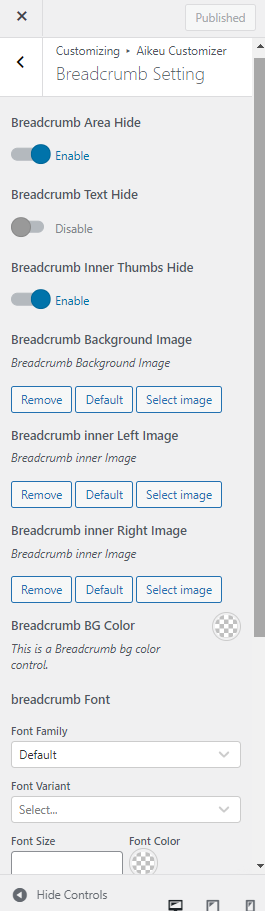 Published
Customizing ‣ Aikeu Customizer
Breadcrumb Setting
Breadcrumb Area Hide
Enable
Breadcrumb Text Hide
Disable
Breadcrumb Inner Thumbs Hide
Enable
Breadcrumb Background Image
Breadcrumb Background Image
Remove Default Select image
Breadcrumb inner Left Image
Breadcrumb inner Image
Remove Default Select image
Breadcrumb inner Right Image
Breadcrumb inner Image
Remove Default Select image
Breadcrumb BG Color
This is a Breadcrumb bg color
control.
breadcrumb Font
Font Family
Default
Font Variant
Select...
Font Size Font Color
Hide Controls